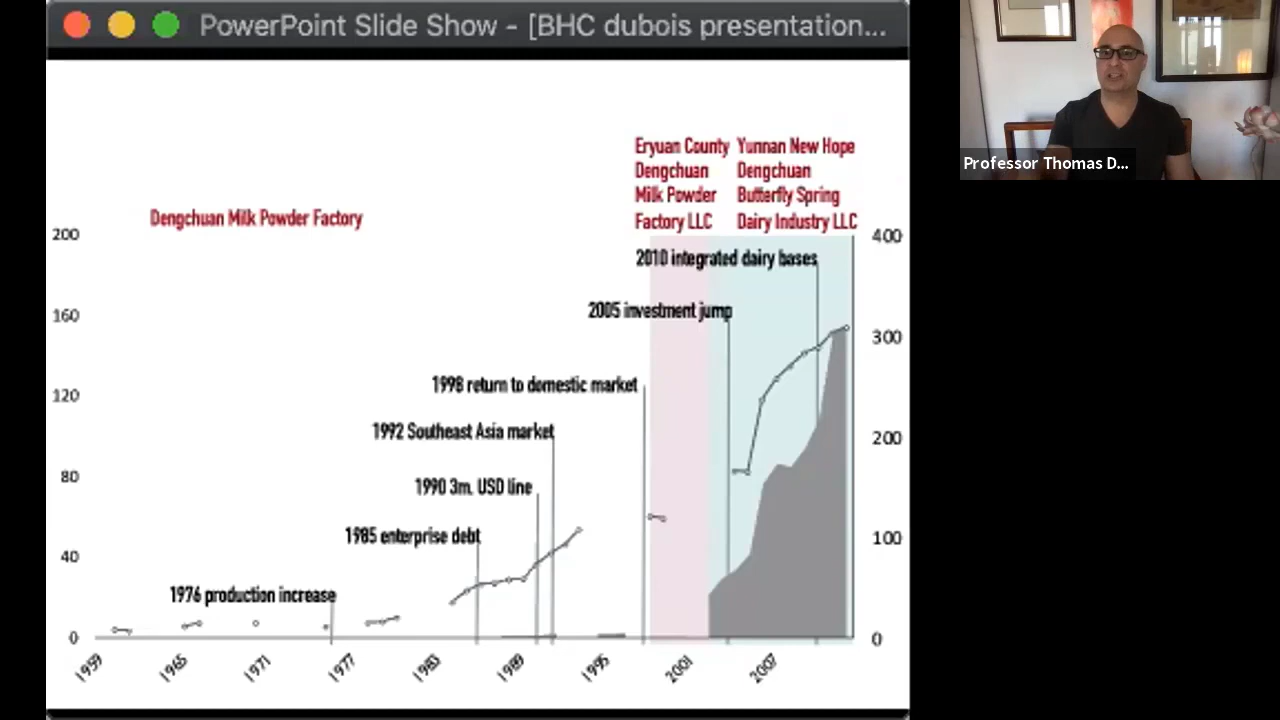 PowerPoint Slide Show - [BHC dubois presentation...
Professor Thomas D...
Eryuan County
Dengchuan
Milk Powder
Factory LLC
Yunnan New Hope
Dengchuan
Butterfly Spring
Dairy Industry LLC
Dengchuan Milk Powder Factory
200
400
2010 integrated dairy bases
2005 investment jump
160
300
1998 return to domestic market
120
1992 Southeast Asia market
200
80
1990 3m. USD line
1985 enterprise debt
100
40
1976 production increase
0
0
1959
1965
1971
1977
1983
1989
1995
2001
2007